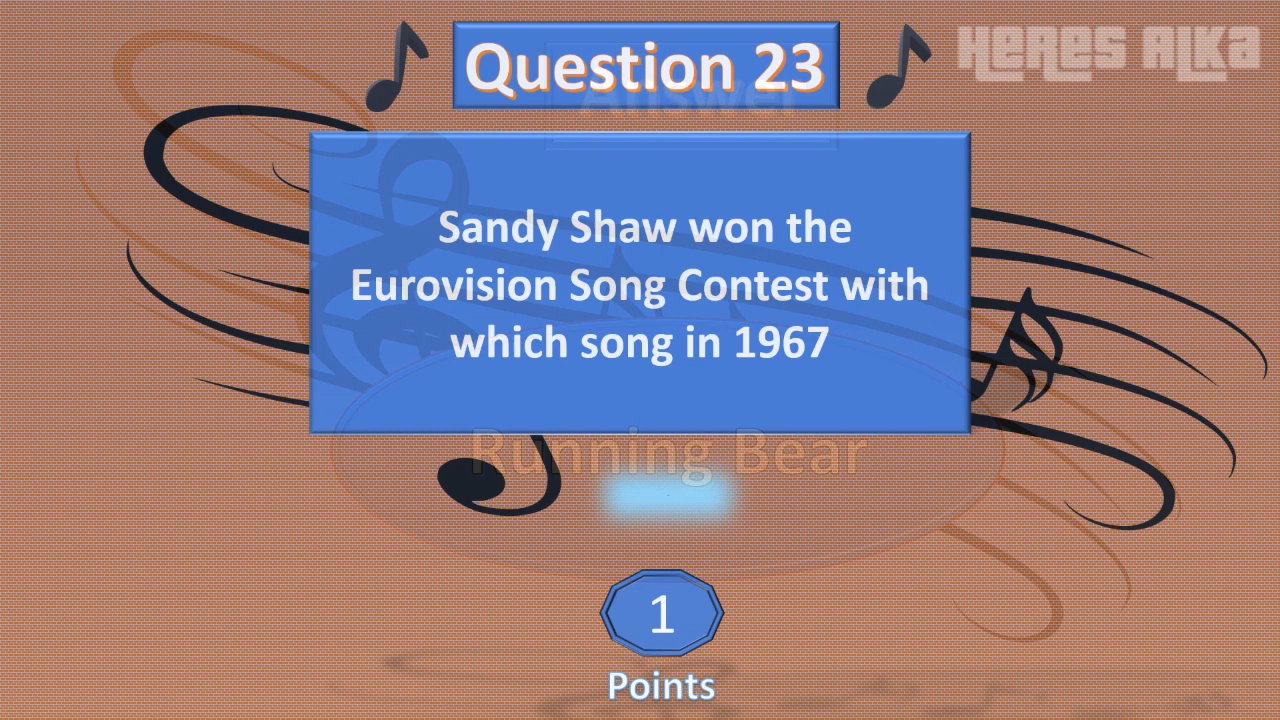 HERES ALKA
Question 23
Answer
Sandy Shaw won the
Eurovision Song Contest with
which song in 1967
Running Bear
1
Points